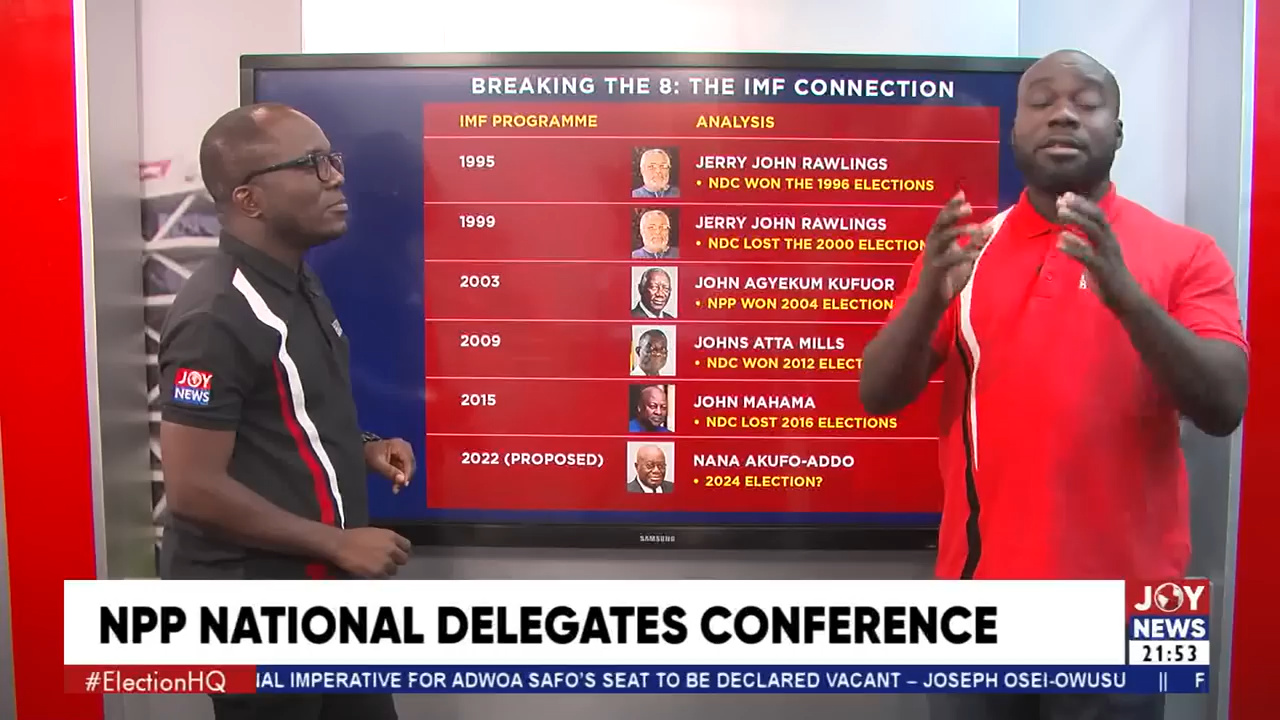 BREAKING THE 8: THE IMF CONNECTION
IMF PROGRAMME ANALYSIS
1995 JERRY JOHN RAWLINGS
• NDC WON THE 1996 ELECTIONS
1999 JERRY JOHN RAWLINGS
• NDC LOST THE 2000 ELECTION
2003 JOHN AGYEKUM KUFUOR
• NPP WON 2004 ELECTION
2009 JOHNS ATTA MILLS
• NDC WON 2012 ELECT
2015 JOHN MAHAMA
• NDC LOST 2016 ELECTIONS
2022 (PROPOSED) NANA AKUFO-ADDO
• 2024 ELECTION?
SAMSUNG
JOY
NEWS
NPP NATIONAL DELEGATES CONFERENCE
JOY
NEWS
21:53
#ElectionHQ
NAL IMPERATIVE FOR ADWOA SAFO'S SEAT TO BE DECLARED VACANT – JOSEPH OSEI-OWUSU || F